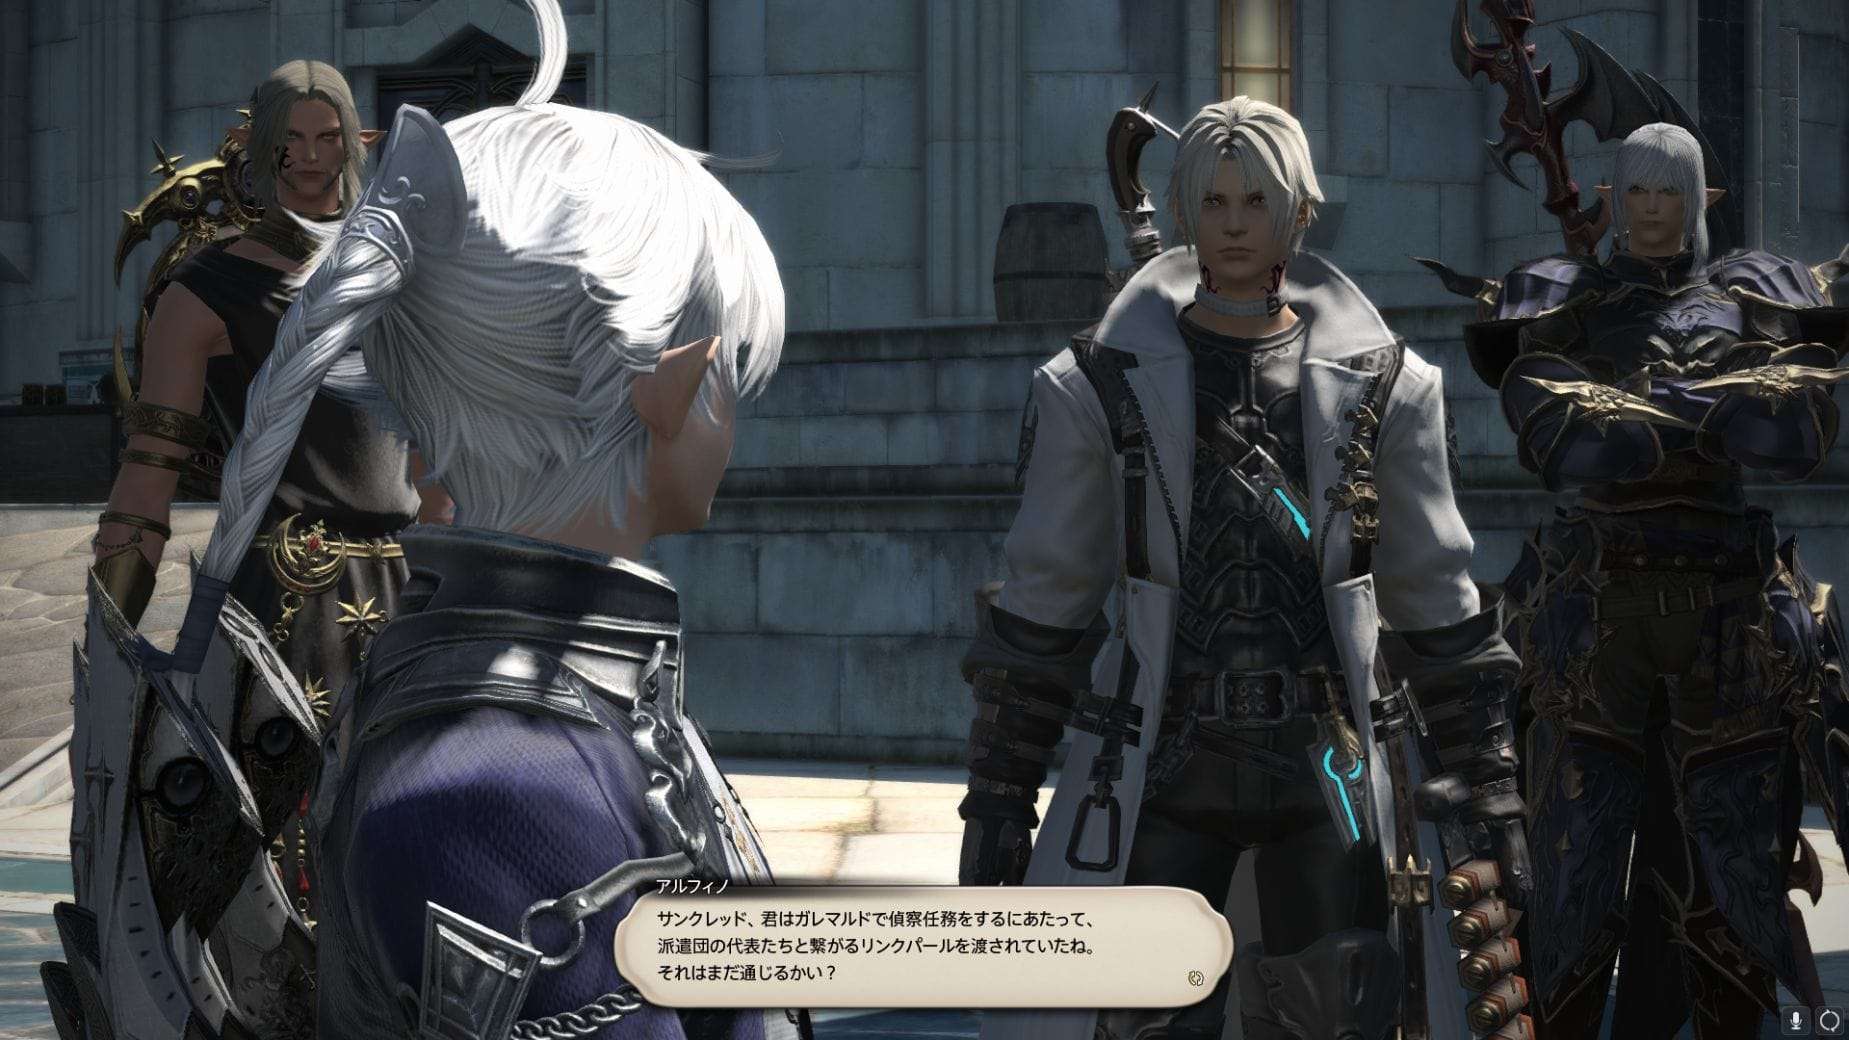 アルフィノ
サンクレッド、君はガレマルドで偵察任務をするにあたって、
派遣団の代表たちと繋がるリンクパールを渡されていたね。
それはまだ通じるかい？